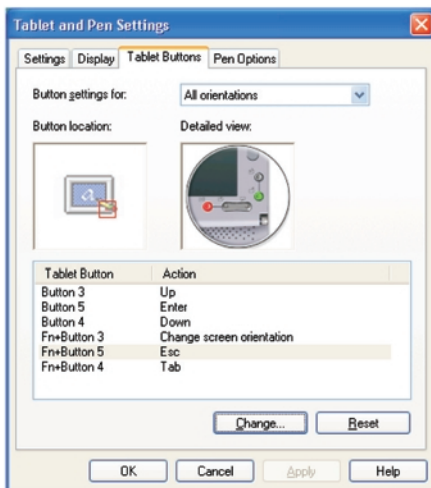 Tablet and Pen Settings
Settings Display Tablet Buttons Pen Options
Button settings for: All orientations
Button location: Detailed view:
Tablet Button Action
Button 3 Up
Button 5 Enter
Button 4 Down
Fn+Button 3 Change screen orientation
Fn+Button 5 Esc
Fn+Button 4 Tab
Change... Reset
OK Cancel Apply Help